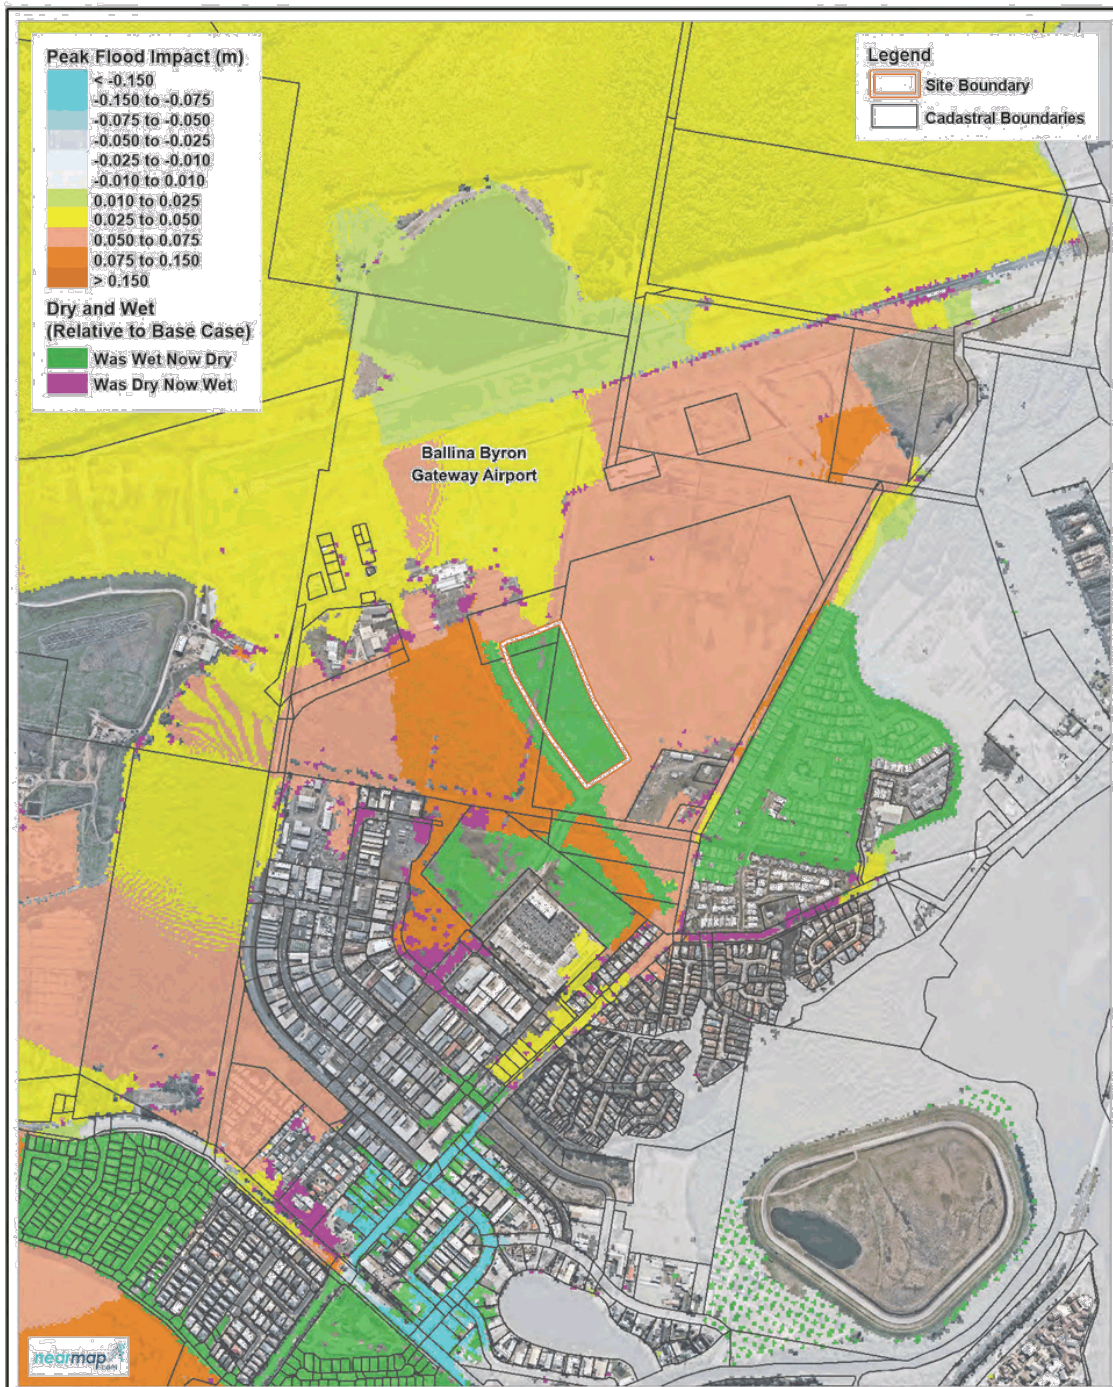 Peak Flood Impact (m)
< -0.150
-0.150 to -0.075
-0.075 to -0.050
-0.050 to -0.025
-0.025 to -0.010
-0.010 to 0.010
0.010 to 0.025
0.025 to 0.050
0.050 to 0.075
0.075 to 0.150
> 0.150
Dry and Wet
(Relative to Base Case)
Was Wet Now Dry
Was Dry Now Wet
Legend
Site Boundary
Cadastral Boundaries
Ballina Byron
Gateway Airport
nearmap
.com